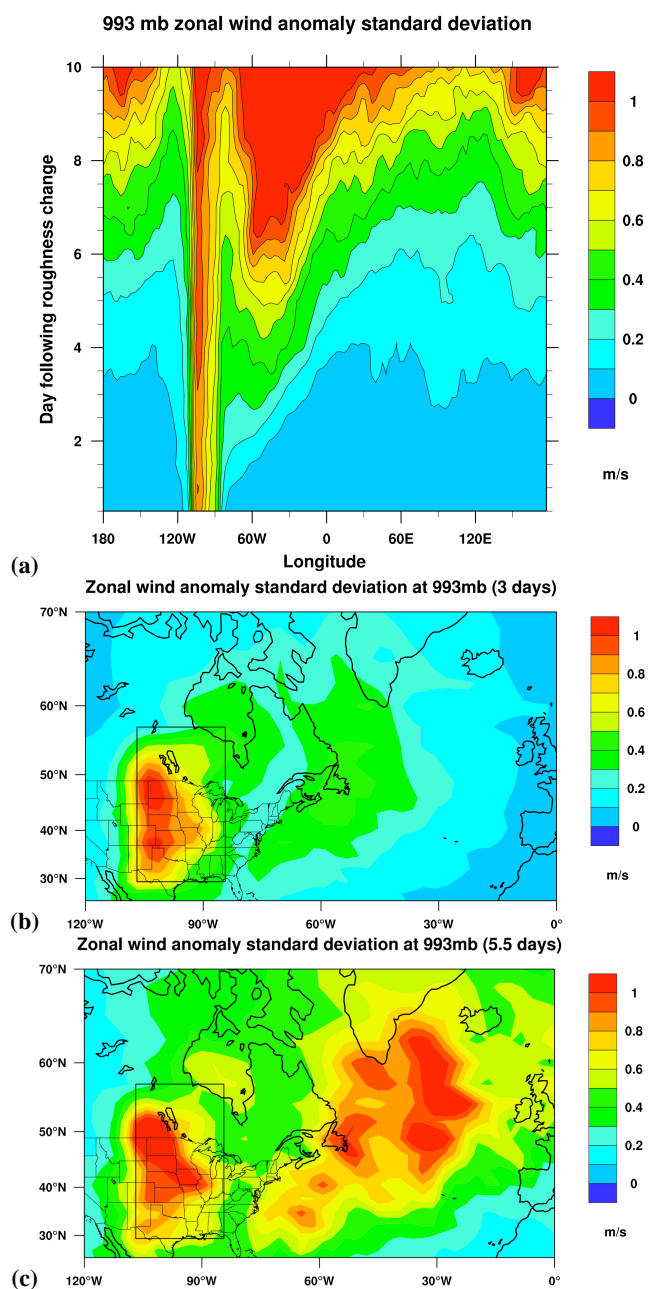 993 mb zonal wind anomaly standard deviation
Day following roughness change
10
8
6
4
2
180 120W 60W 0 60E 120E
Longitude
1
0.8
0.6
0.4
0.2
0
m/s
(a)
Zonal wind anomaly standard deviation at 993mb (3 days)
70°N
60°N
50°N
40°N
30°N
120°W 90°W 60°W 30°W 0°
1
0.8
0.6
0.4
0.2
0
m/s
(b)
Zonal wind anomaly standard deviation at 993mb (5.5 days)
70°N
60°N
50°N
40°N
30°N
120°W 90°W 60°W 30°W 0°
1
0.8
0.6
0.4
0.2
0
m/s
(c)